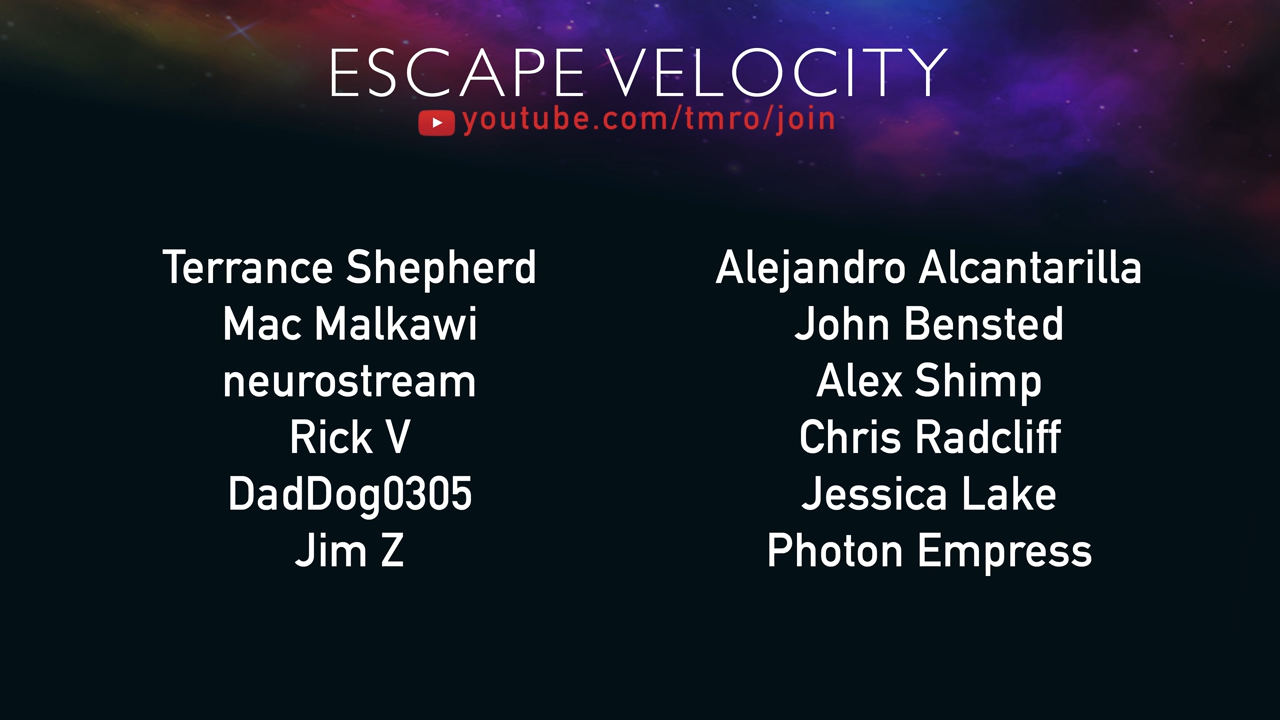 ESCAPE VELOCITY
youtube.com/tmro/join
Terrance Shepherd
Mac Malkawi
neurostream
Rick V
DadDog0305
Jim Z
Alejandro Alcantarilla
John Bensted
Alex Shimp
Chris Radcliff
Jessica Lake
Photon Empress